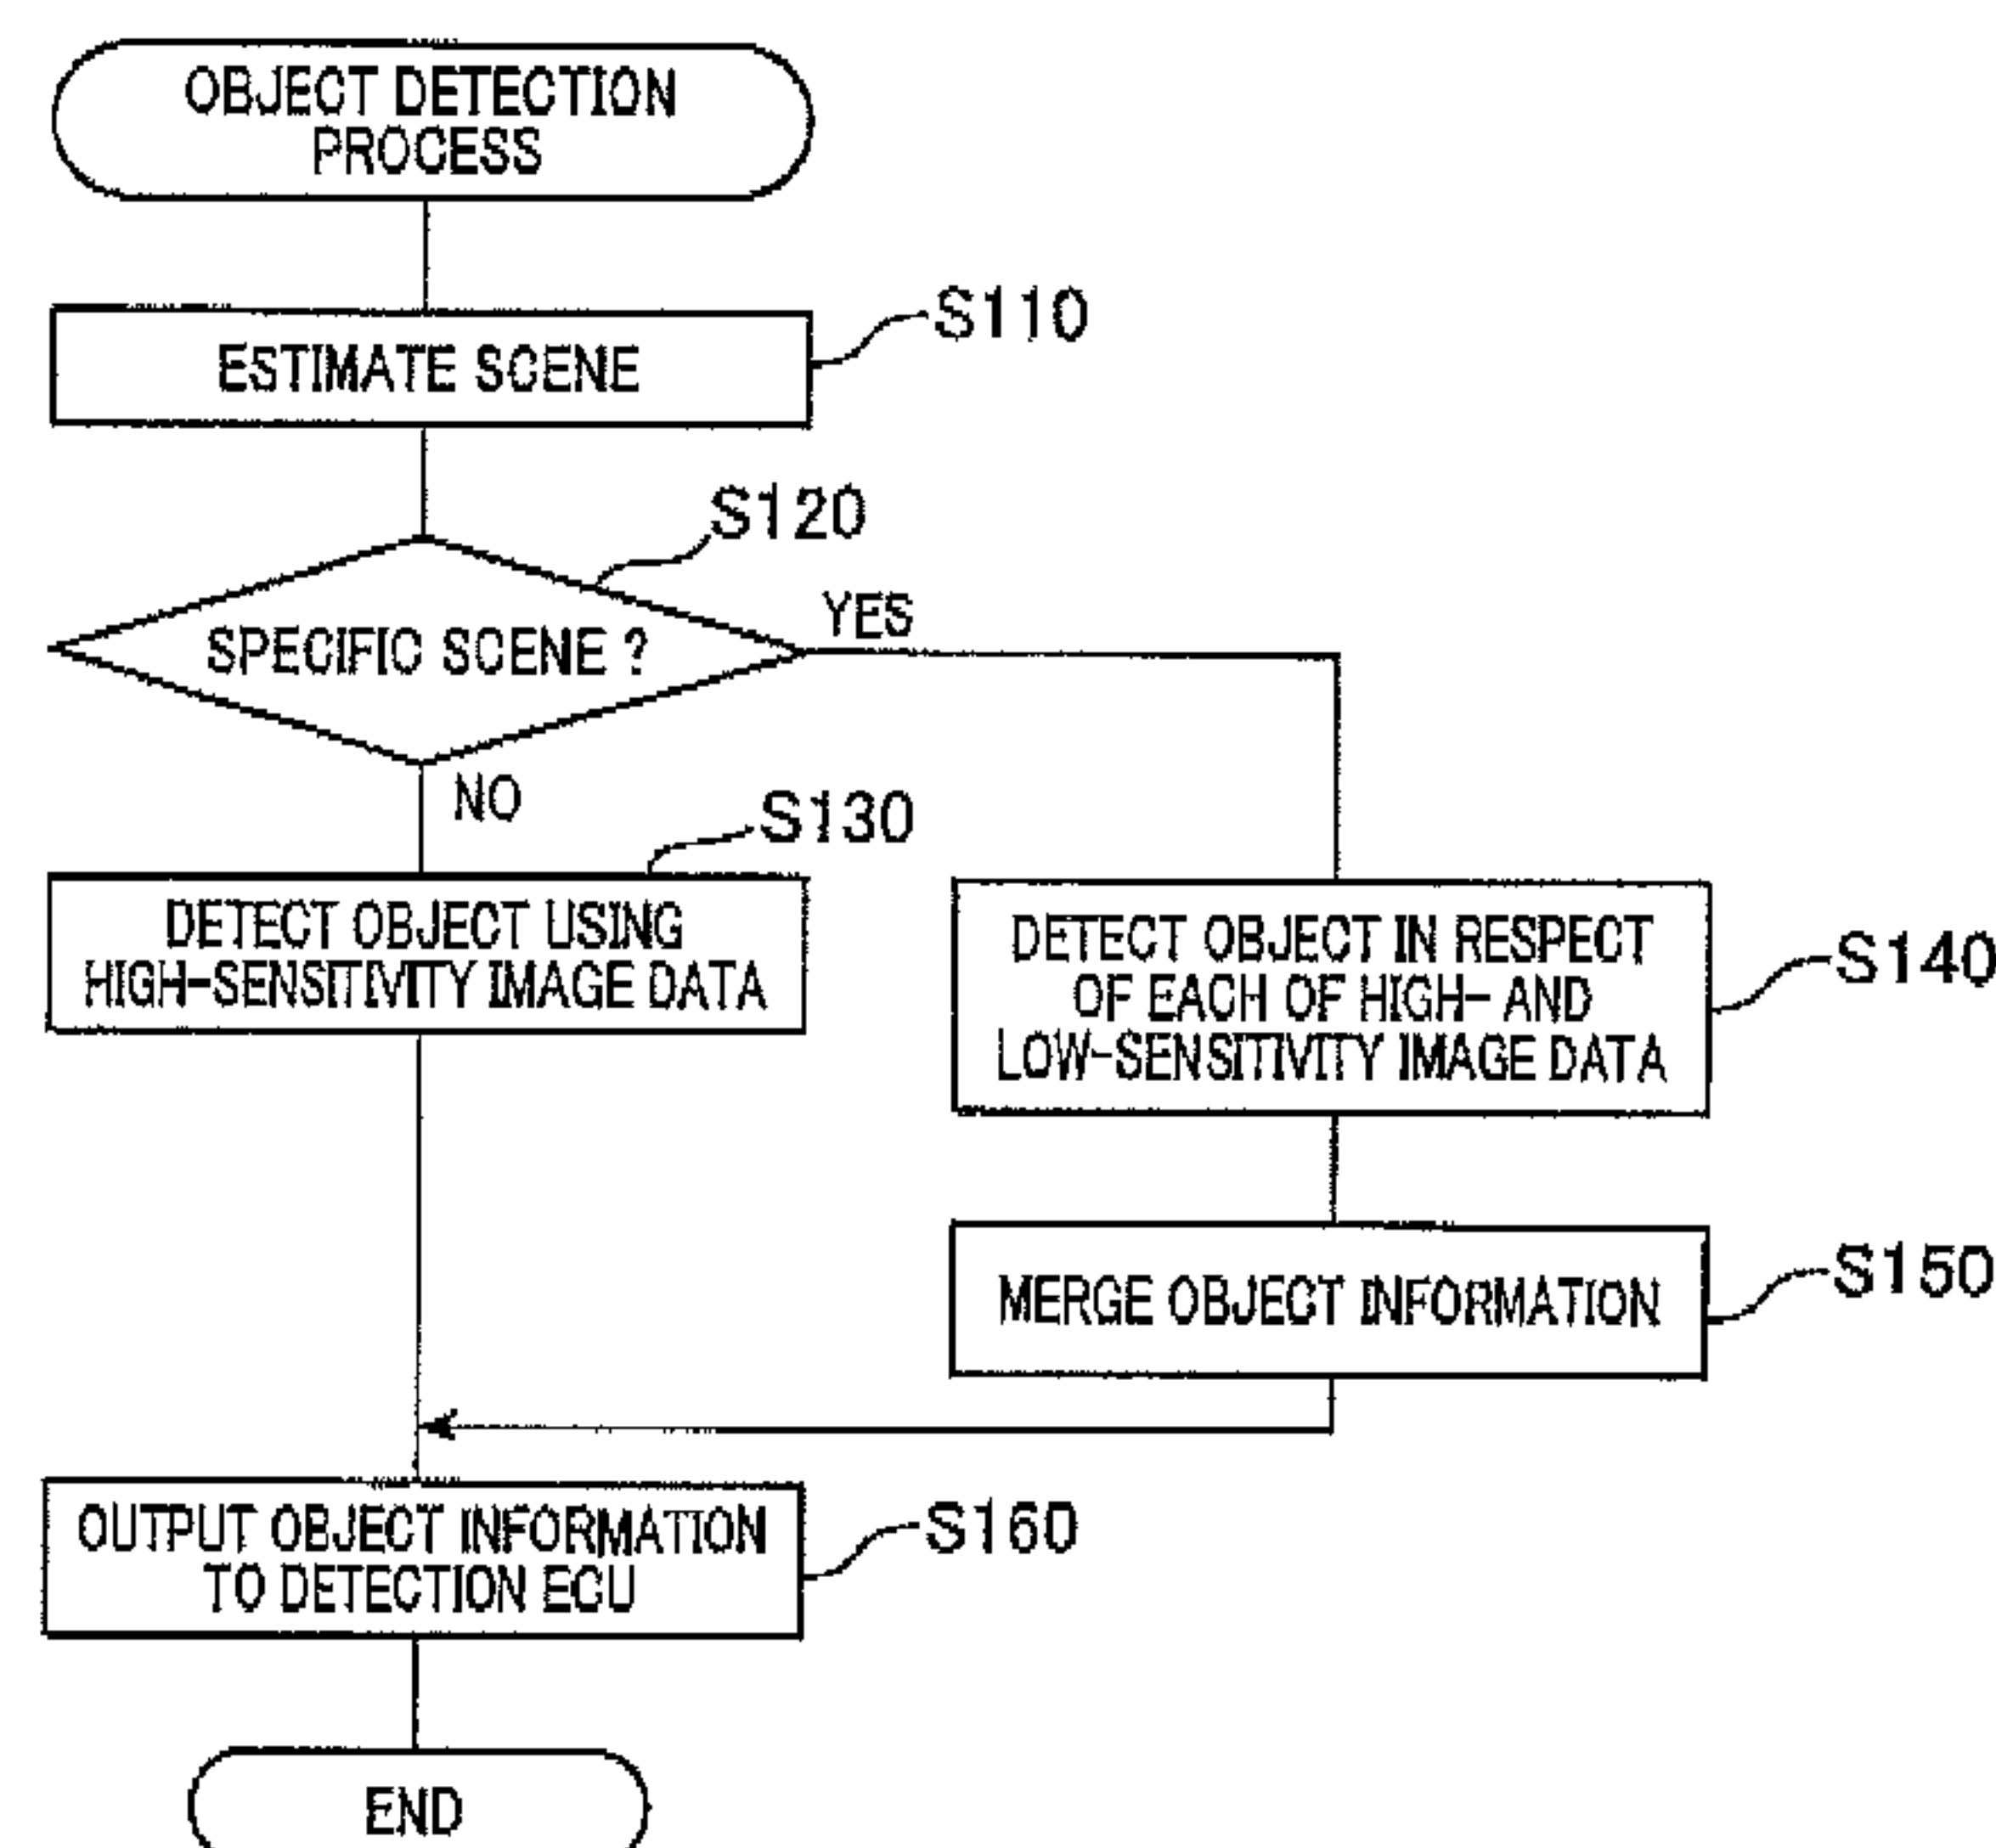 OBJECT DETECTION
PROCESS
S110
ESTIMATE SCENE
S120
YES
SPECIFIC SCENE ?
NO
S130
DETECT OBJECT USING
HIGH-SENSITIVITY IMAGE DATA
DETECT OBJECT IN RESPECT
OF EACH OF HIGH- AND
LOW-SENSITIVITY IMAGE DATA
S140
MERGE OBJECT INFORMATION
S150
OUTPUT OBJECT INFORMATION
TO DETECTION ECU
S160
END